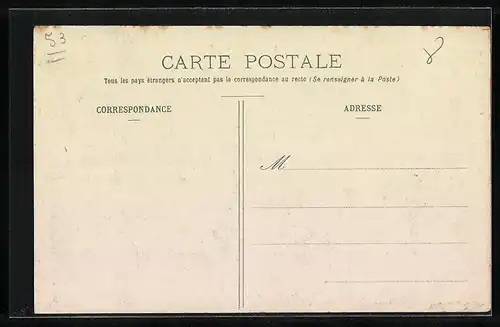 53
CARTE POSTALE
Tous les pays étrangers n'acceptent pas la correspondance au recto (Se renseigner à la Poste)
CORRESPONDANCE
ADRESSE
M